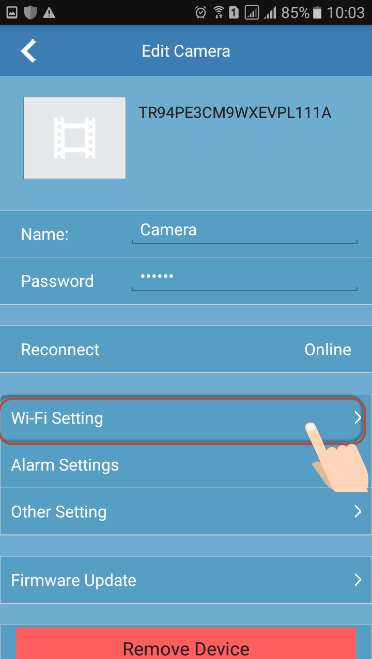 1 85% 10:03
Edit Camera
TR94PE3CM9WXEVPL111A
Name: Camera
Password ••••••
Reconnect Online
Wi-Fi Setting
Alarm Settings
Other Setting
Firmware Update
Remove Device